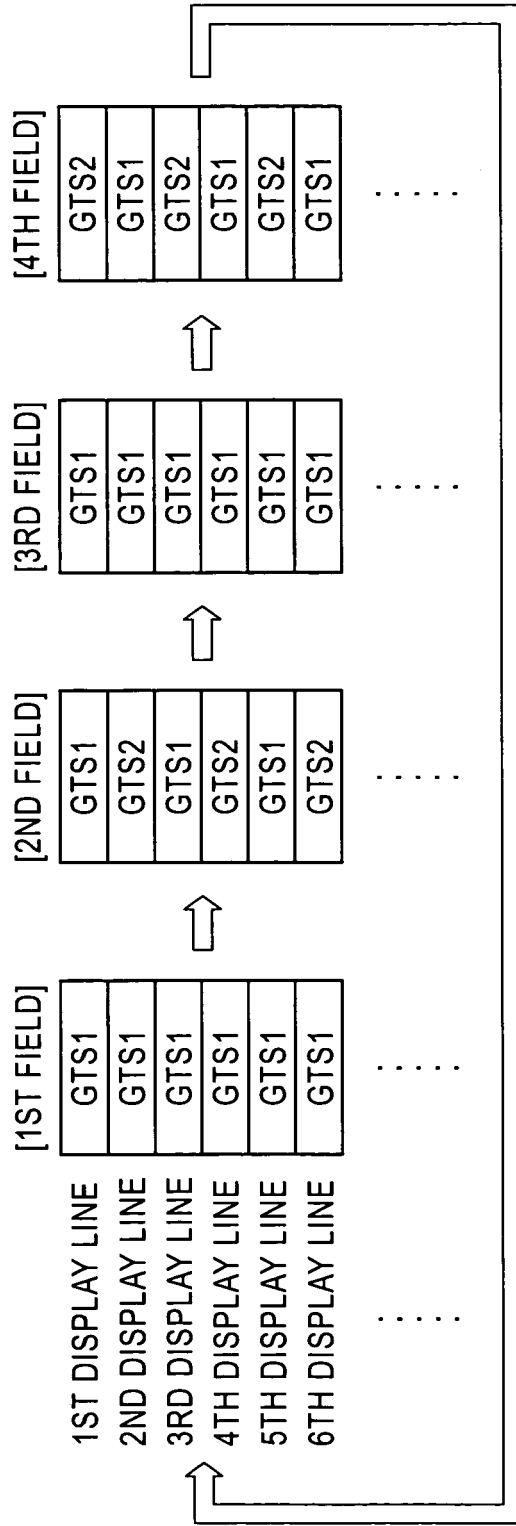 [1ST FIELD] [2ND FIELD] [3RD FIELD] [4TH FIELD]
1ST DISPLAY LINE GTS1 GTS1 GTS1 GTS2
2ND DISPLAY LINE GTS1 GTS2 GTS1 GTS1
3RD DISPLAY LINE GTS1 GTS1 GTS1 GTS2
4TH DISPLAY LINE GTS1 GTS2 GTS1 GTS1
5TH DISPLAY LINE GTS1 GTS1 GTS1 GTS2
6TH DISPLAY LINE GTS1 GTS2 GTS1 GTS1
. . . . . . . . . . . . . . . . . . . . . . . . .